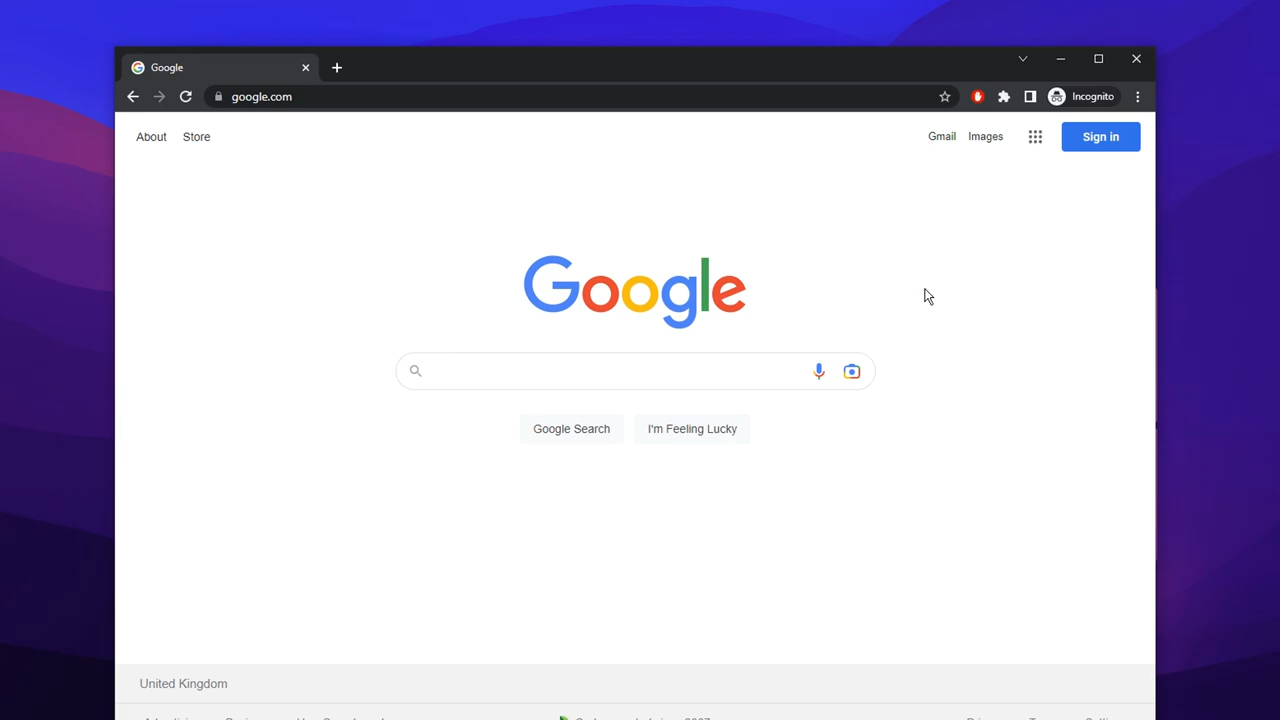 Google
google.com
Incognito
About Store
Gmail Images
Sign in
Google
Google Search
I'm Feeling Lucky
United Kingdom